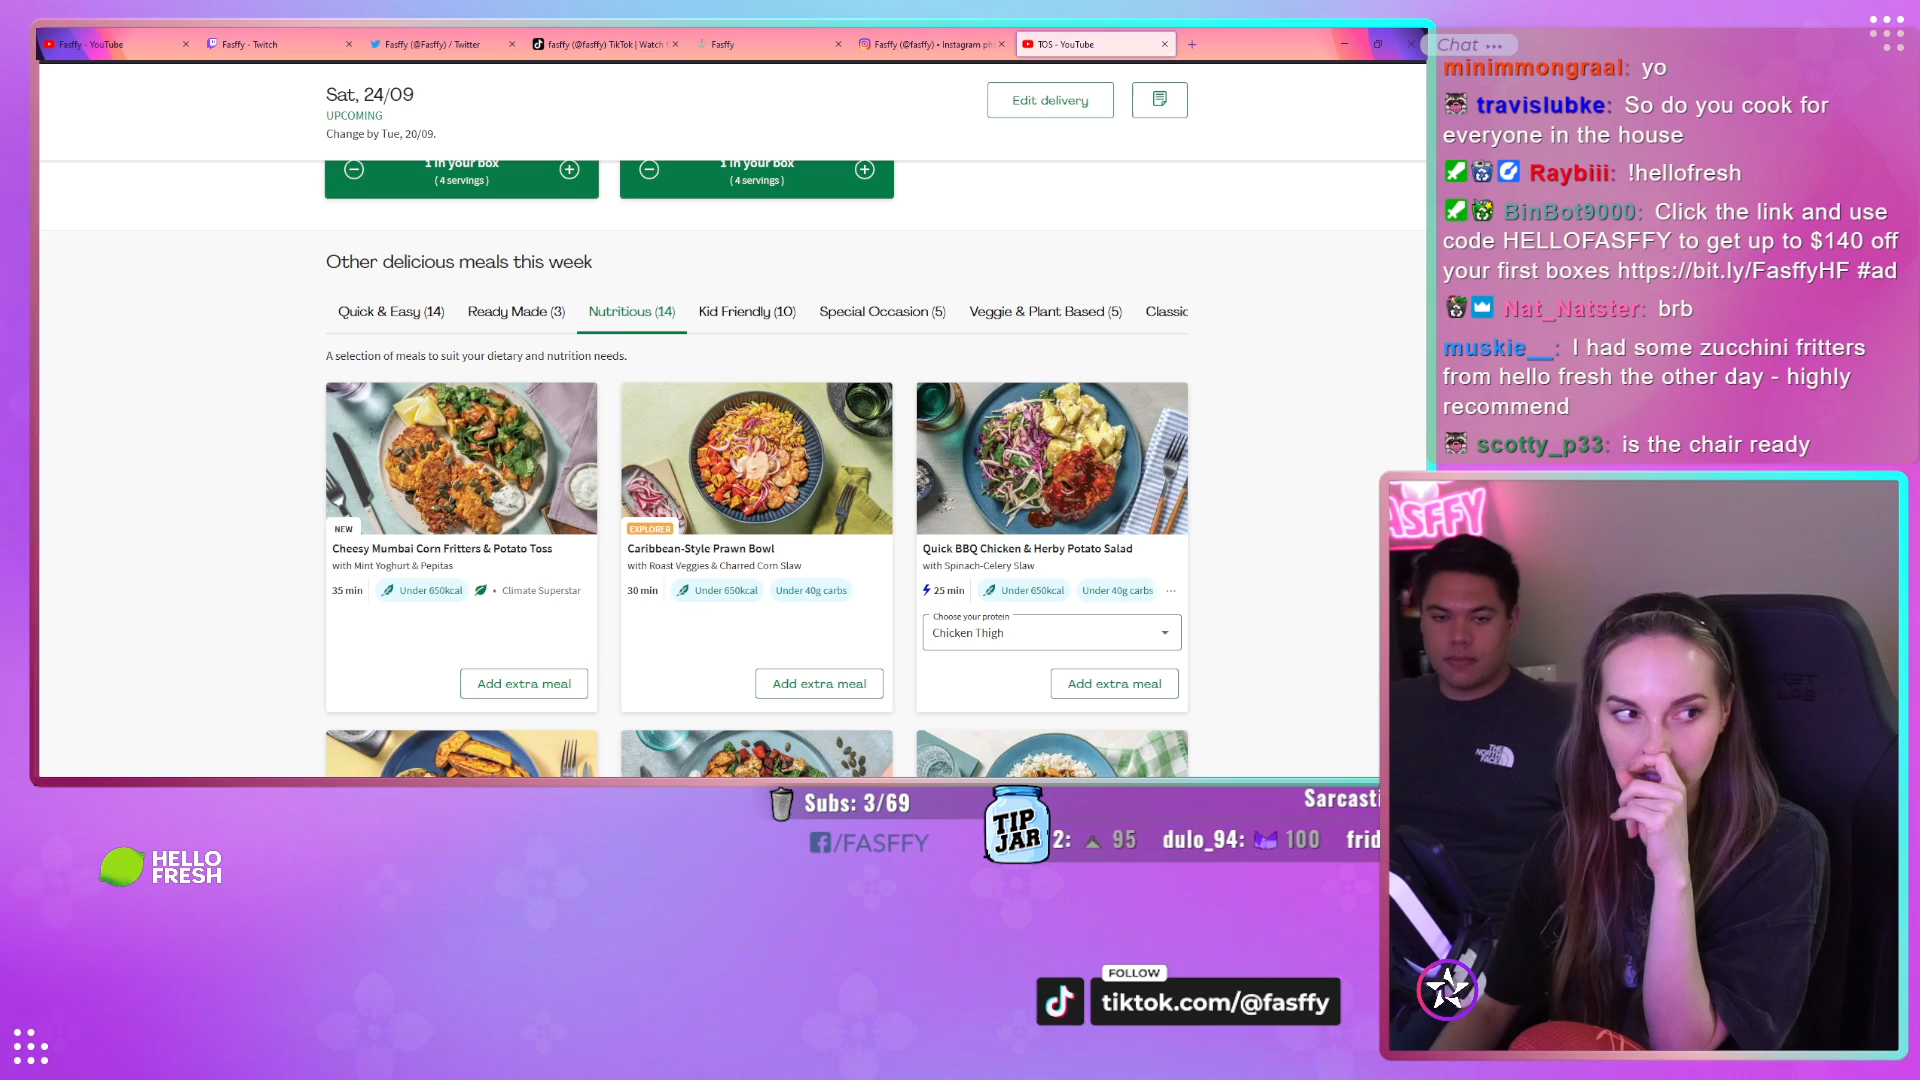 Fasffy - YouTube
Fasffy - Twitch
Fasffy (@Fasffy) / Twitter
fasffy (@fasffy) TikTok | Watch
Fasffy
Fasffy (@fasffy) • Instagram ph
TOS - YouTube
Sat, 24/09
UPCOMING
Change by Tue, 20/09.
Edit delivery
1 in your box
( 4 servings )
1 in your box
( 4 servings )
Other delicious meals this week
Quick & Easy (14)
Ready Made (3)
Nutritious (14)
Kid Friendly (10)
Special Occasion (5)
Veggie & Plant Based (5)
Classic
A selection of meals to suit your dietary and nutrition needs.
NEW
Cheesy Mumbai Corn Fritters & Potato Toss
with Mint Yoghurt & Pepitas
35 min
Under 650kcal
• Climate Superstar
Add extra meal
EXPLORER
Caribbean-Style Prawn Bowl
with Roast Veggies & Charred Corn Slaw
30 min
Under 650kcal
Under 40g carbs
Add extra meal
Quick BBQ Chicken & Herby Potato Salad
with Spinach-Celery Slaw
25 min
Under 650kcal
Under 40g carbs
...
Choose your protein
Chicken Thigh
Add extra meal
Chat
minimmongraal: yo
travislubke: So do you cook for
everyone in the house
Raybiii: !hellofresh
BinBot9000: Click the link and use
code HELLOFASFFY to get up to $140 off
your first boxes https://bit.ly/FasffyHF #ad
Nat_Natster: brb
muskie__: I had some zucchini fritters
from hello fresh the other day - highly
recommend
scotty_p33: is the chair ready
ASFFY
THE
NORTH
FACE
Subs: 3/69
/FASFFY
TIP
JAR
Sarcasti
2: 95 dulo_94: 100 frid
HELLO
FRESH
FOLLOW
tiktok.com/@fasffy